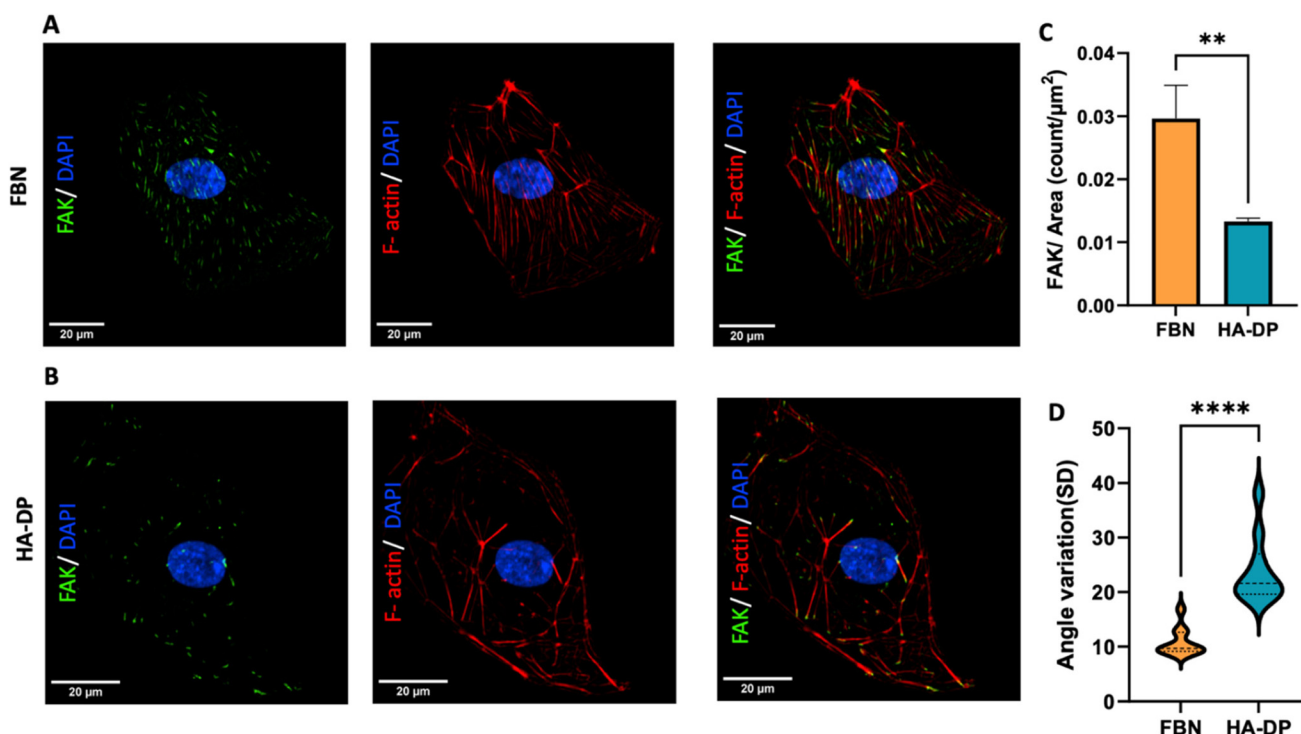 A
FBN
FAK/ DAPI
20 µm
F- actin/ DAPI
20 µm
FAK/ F-actin/ DAPI
20 µm
B
HA-DP
FAK/ DAPI
20 µm
F- actin/ DAPI
20 µm
FAK/ F-actin/ DAPI
20 µm
C
**
FAK/ Area (count/µm²)
0.04
0.03
0.02
0.01
0.00
FBN HA-DP
D
****
Angle variation(SD)
50
40
30
20
10
0
FBN HA-DP